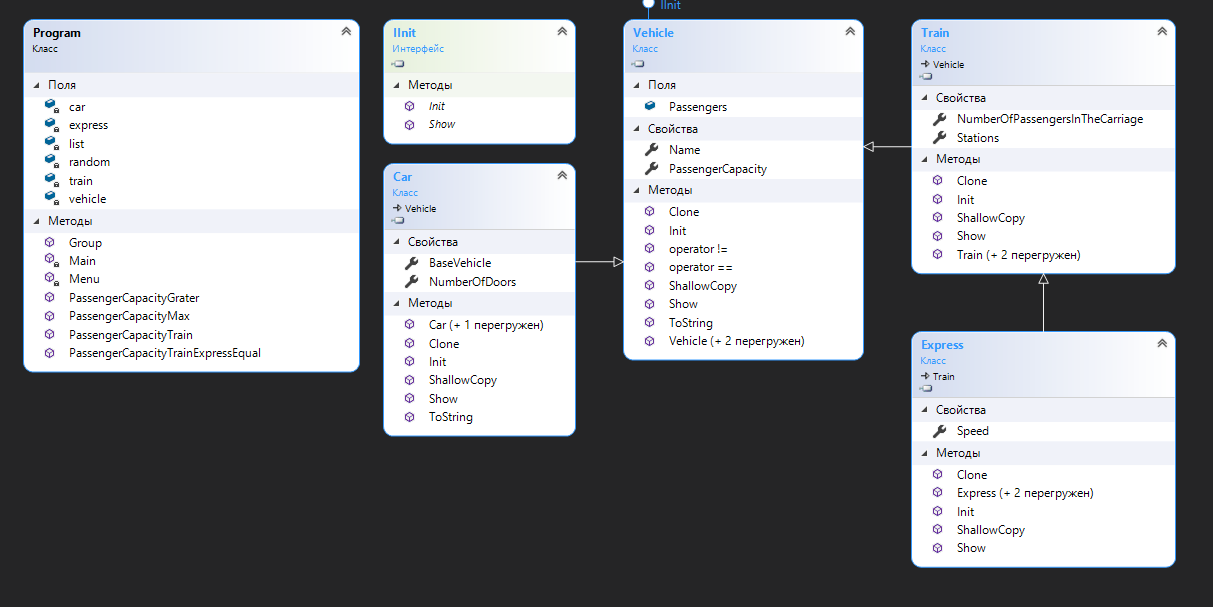 Program
Класс
Поля
car
express
list
random
train
vehicle
Методы
Group
Main
Menu
PassengerCapacityGrater
PassengerCapacityMax
PassengerCapacityTrain
PassengerCapacityTrainExpressEqual
IInit
Интерфейс
Методы
Init
Show
Car
Класс
Vehicle
Свойства
BaseVehicle
NumberOfDoors
Методы
Car (+ 1 перегружен)
Clone
Init
ShallowCopy
Show
ToString
IInit
Vehicle
Класс
Поля
Passengers
Свойства
Name
PassengerCapacity
Методы
Clone
Init
operator !=
operator ==
ShallowCopy
Show
ToString
Vehicle (+ 2 перегружен)
Train
Класс
Vehicle
Свойства
NumberOfPassengersInTheCarriage
Stations
Методы
Clone
Init
ShallowCopy
Show
Train (+ 2 перегружен)
Express
Класс
Train
Свойства
Speed
Методы
Clone
Express (+ 2 перегружен)
Init
ShallowCopy
Show